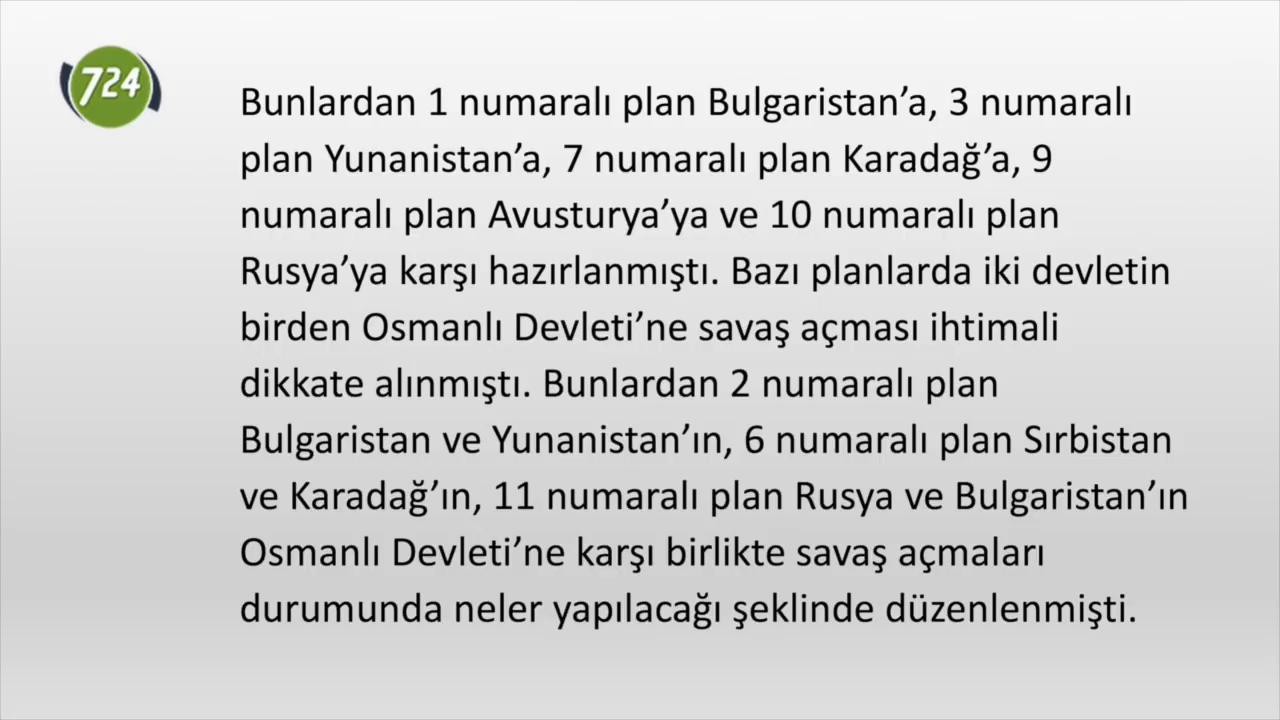 724
Bunlardan 1 numaralı plan Bulgaristan’a, 3 numaralı
plan Yunanistan’a, 7 numaralı plan Karadağ’a, 9
numaralı plan Avusturya’ya ve 10 numaralı plan
Rusya’ya karşı hazırlanmıştı. Bazı planlarda iki devletin
birden Osmanlı Devleti’ne savaş açması ihtimali
dikkate alınmıştı. Bunlardan 2 numaralı plan
Bulgaristan ve Yunanistan’ın, 6 numaralı plan Sırbistan
ve Karadağ’ın, 11 numaralı plan Rusya ve Bulgaristan’ın
Osmanlı Devleti’ne karşı birlikte savaş açmaları
durumunda neler yapılacağı şeklinde düzenlenmişti.